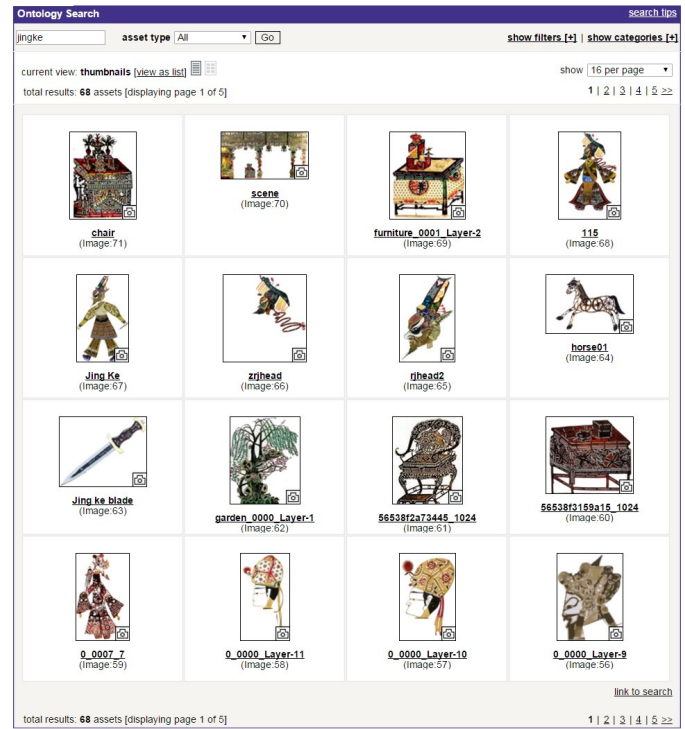 Ontology Search search tips
jingke asset type All Go show filters [+] | show categories [+]
current view: thumbnails [view as list] show 16 per page
total results: 68 assets [displaying page 1 of 5] 1 | 2 | 3 | 4 | 5 >>
chair
(Image:71)
scene
(Image:70)
furniture_0001_Layer-2
(Image:69)
115
(Image:68)
Jing Ke
(Image:67)
zrjhead
(Image:66)
rjhead2
(Image:65)
horse01
(Image:64)
Jing ke blade
(Image:63)
garden_0000_Layer-1
(Image:62)
56538f2a73445_1024
(Image:61)
56538f3159a15_1024
(Image:60)
0_0007_7
(Image:59)
0_0000_Layer-11
(Image:58)
0_0000_Layer-10
(Image:57)
0_0000_Layer-9
(Image:56)
link to search
total results: 68 assets [displaying page 1 of 5] 1 | 2 | 3 | 4 | 5 >>